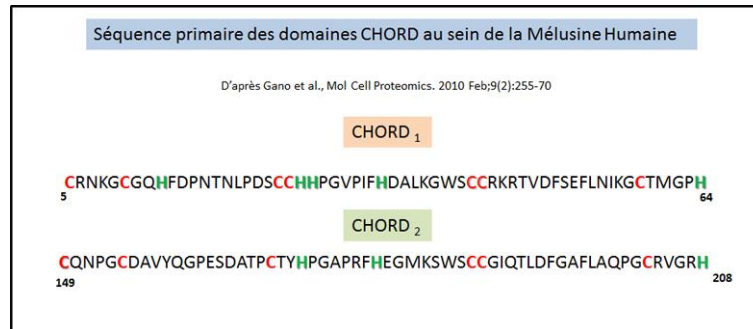 Séquence primaire des domaines CHORD au sein de la Mélusine Humaine
D'après Gano et al., Mol Cell Proteomics. 2010 Feb;9(2):255-70
CHORD 1
CRNKGCGQHFDPNTNLPDSCCHHPGVPIFHDALKGWSCCRKRTVDFSEFLNIKGCTMGPH
5 64
CHORD 2
CQNPGCDAVYQGPESDATPCTYHPGAPRFHEGMKSWSCCGIQTLDFGAFLAQPGCRVGRH
149 208